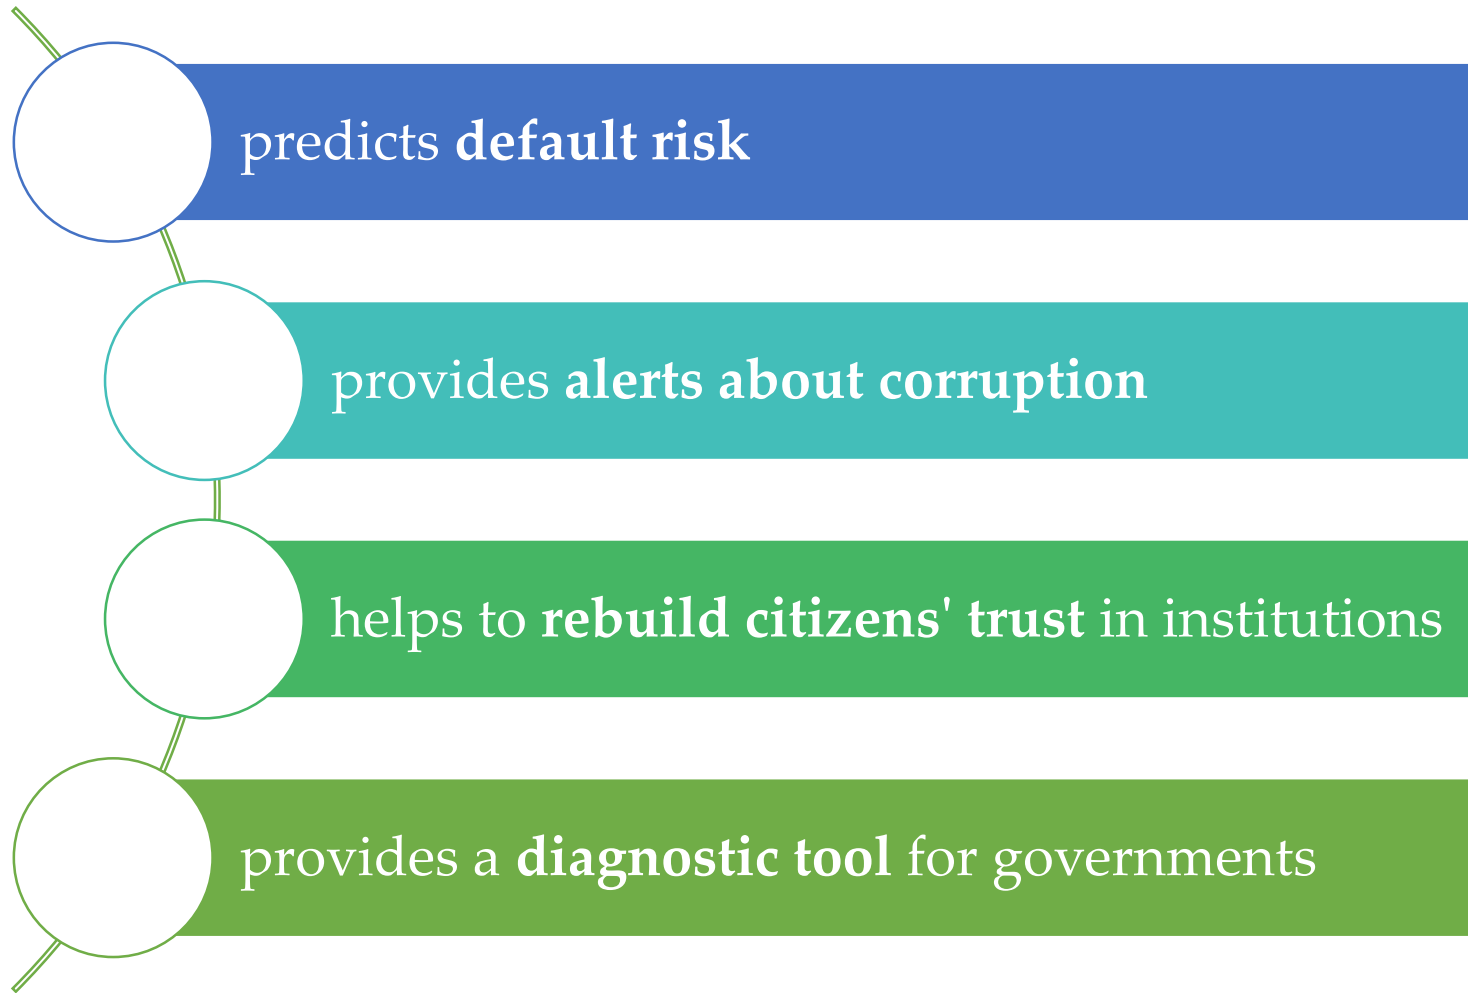 predicts default risk
provides alerts about corruption
helps to rebuild citizens' trust in institutions
provides a diagnostic tool for governments